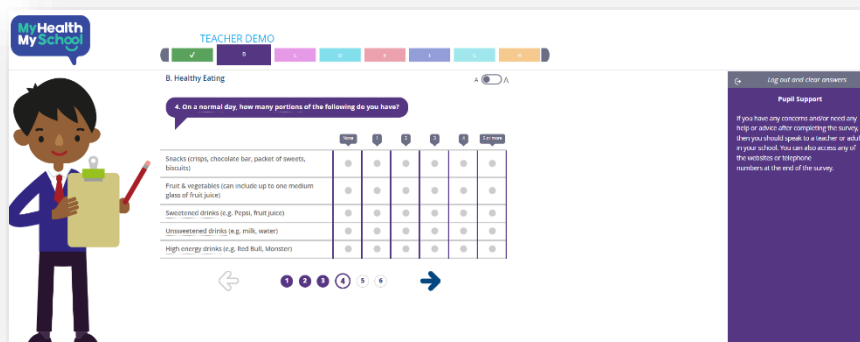 MyHealth
MySchool
TEACHER DEMO
B
B. Healthy Eating
A A
4. On a normal day, how many portions of the following do you have?
None 1 2 3 4 5 or more
Snacks (crisps, chocolate bar, packet of sweets,
biscuits)
Fruit & vegetables (can include up to one medium
glass of fruit juice)
Sweetened drinks (e.g. Pepsi, fruit juice)
Unsweetened drinks (e.g. milk, water)
High energy drinks (e.g. Red Bull, Monster)
1 2 3 4 5 6
Log out and clear answers
Pupil Support
If you have any concerns and/or need any
help or advice after completing the survey,
then you should speak to a teacher or adul
in your school. You can also access any of
the websites or telephone
numbers at the end of the survey.